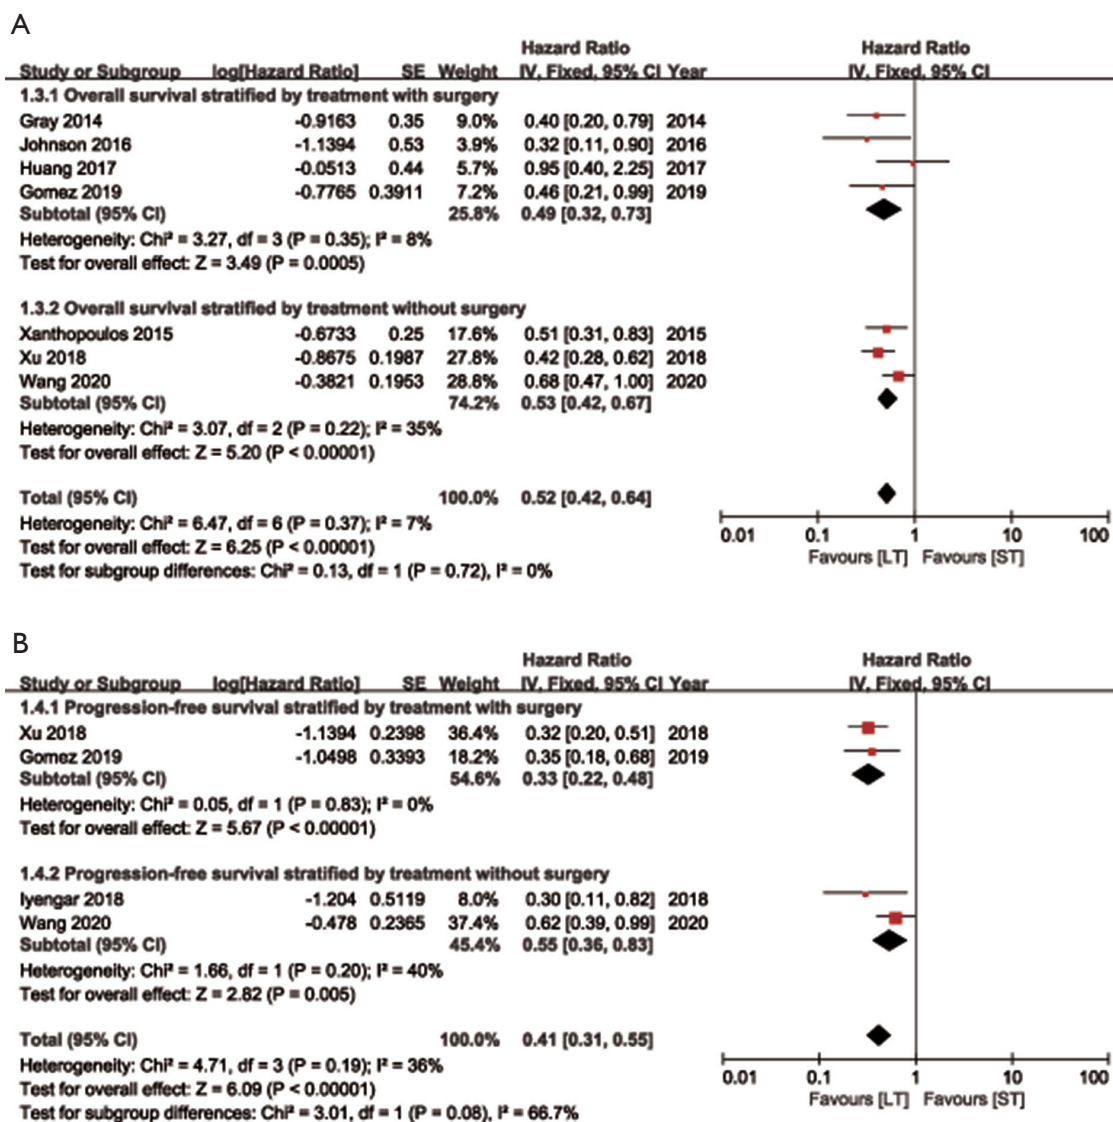 A
Hazard Ratio Hazard Ratio
Study or Subgroup log[Hazard Ratio] SE Weight IV, Fixed, 95% CI Year IV, Fixed, 95% CI
1.3.1 Overall survival stratified by treatment with surgery
Gray 2014 -0.9163 0.35 9.0% 0.40 [0.20, 0.79] 2014
Johnson 2016 -1.1394 0.53 3.9% 0.32 [0.11, 0.90] 2016
Huang 2017 -0.0513 0.44 5.7% 0.95 [0.40, 2.25] 2017
Gomez 2019 -0.7765 0.3911 7.2% 0.46 [0.21, 0.99] 2019
Subtotal (95% CI) 25.8% 0.49 [0.32, 0.73]
Heterogeneity: Chi² = 3.27, df = 3 (P = 0.35); I² = 8%
Test for overall effect: Z = 3.49 (P = 0.0005)
1.3.2 Overall survival stratified by treatment without surgery
Xanthopoulos 2015 -0.6733 0.25 17.6% 0.51 [0.31, 0.83] 2015
Xu 2018 -0.8675 0.1987 27.8% 0.42 [0.28, 0.62] 2018
Wang 2020 -0.3821 0.1953 28.8% 0.68 [0.47, 1.00] 2020
Subtotal (95% CI) 74.2% 0.53 [0.42, 0.67]
Heterogeneity: Chi² = 3.07, df = 2 (P = 0.22); I² = 35%
Test for overall effect: Z = 5.20 (P < 0.00001)
Total (95% CI) 100.0% 0.52 [0.42, 0.64]
Heterogeneity: Chi² = 6.47, df = 6 (P = 0.37); I² = 7%
Test for overall effect: Z = 6.25 (P < 0.00001)
Test for subgroup differences: Chi² = 0.13, df = 1 (P = 0.72), I² = 0%
0.01 0.1 1 10 100
Favours [LT] Favours [ST]
B
Hazard Ratio Hazard Ratio
Study or Subgroup log[Hazard Ratio] SE Weight IV, Fixed, 95% CI Year IV, Fixed, 95% CI
1.4.1 Progression-free survival stratified by treatment with surgery
Xu 2018 -1.1394 0.2398 36.4% 0.32 [0.20, 0.51] 2018
Gomez 2019 -1.0498 0.3393 18.2% 0.35 [0.18, 0.68] 2019
Subtotal (95% CI) 54.6% 0.33 [0.22, 0.48]
Heterogeneity: Chi² = 0.05, df = 1 (P = 0.83); I² = 0%
Test for overall effect: Z = 5.67 (P < 0.00001)
1.4.2 Progression-free survival stratified by treatment without surgery
Iyengar 2018 -1.204 0.5119 8.0% 0.30 [0.11, 0.82] 2018
Wang 2020 -0.478 0.2365 37.4% 0.62 [0.39, 0.99] 2020
Subtotal (95% CI) 45.4% 0.55 [0.36, 0.83]
Heterogeneity: Chi² = 1.66, df = 1 (P = 0.20); I² = 40%
Test for overall effect: Z = 2.82 (P = 0.005)
Total (95% CI) 100.0% 0.41 [0.31, 0.55]
Heterogeneity: Chi² = 4.71, df = 3 (P = 0.19); I² = 36%
Test for overall effect: Z = 6.09 (P < 0.00001)
Test for subgroup differences: Chi² = 3.01, df = 1 (P = 0.08), I² = 66.7%
0.01 0.1 1 10 100
Favours [LT] Favours [ST]